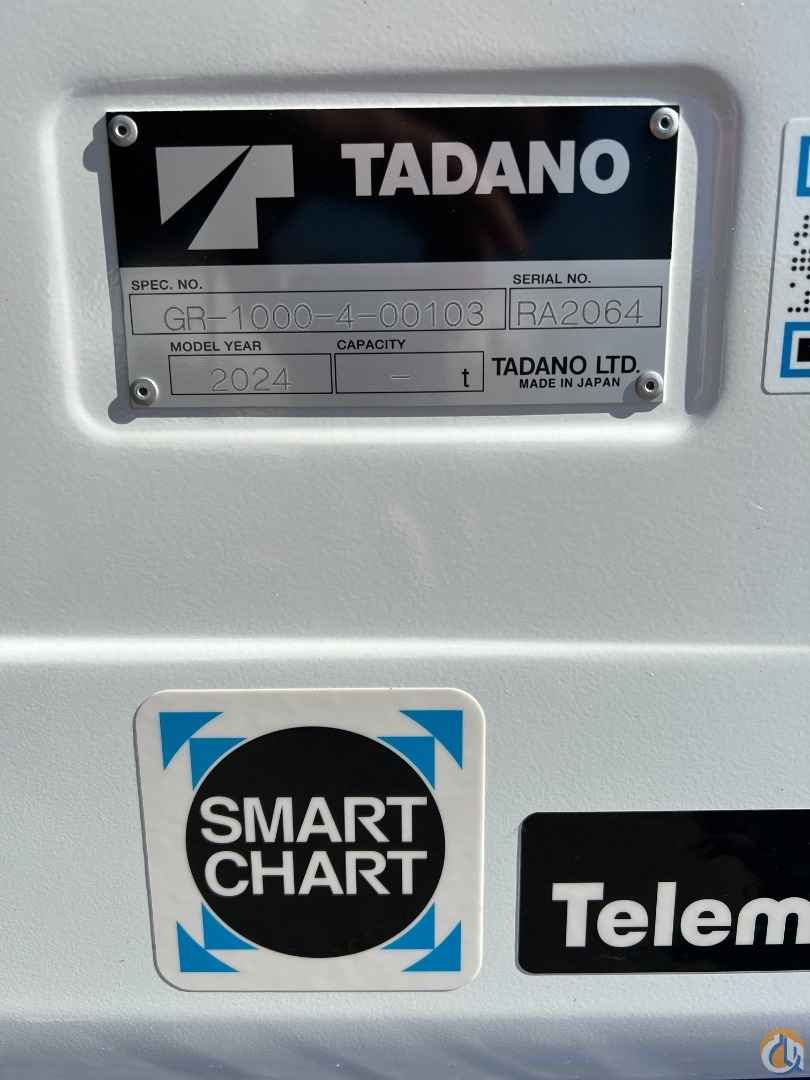 TADANO
SPEC. NO.
SERIAL NO.
GR-1000-4-00103
RA2064
MODEL YEAR
CAPACITY
2024
- t
TADANO LTD.
MADE IN JAPAN
SMART
CHART
Telem